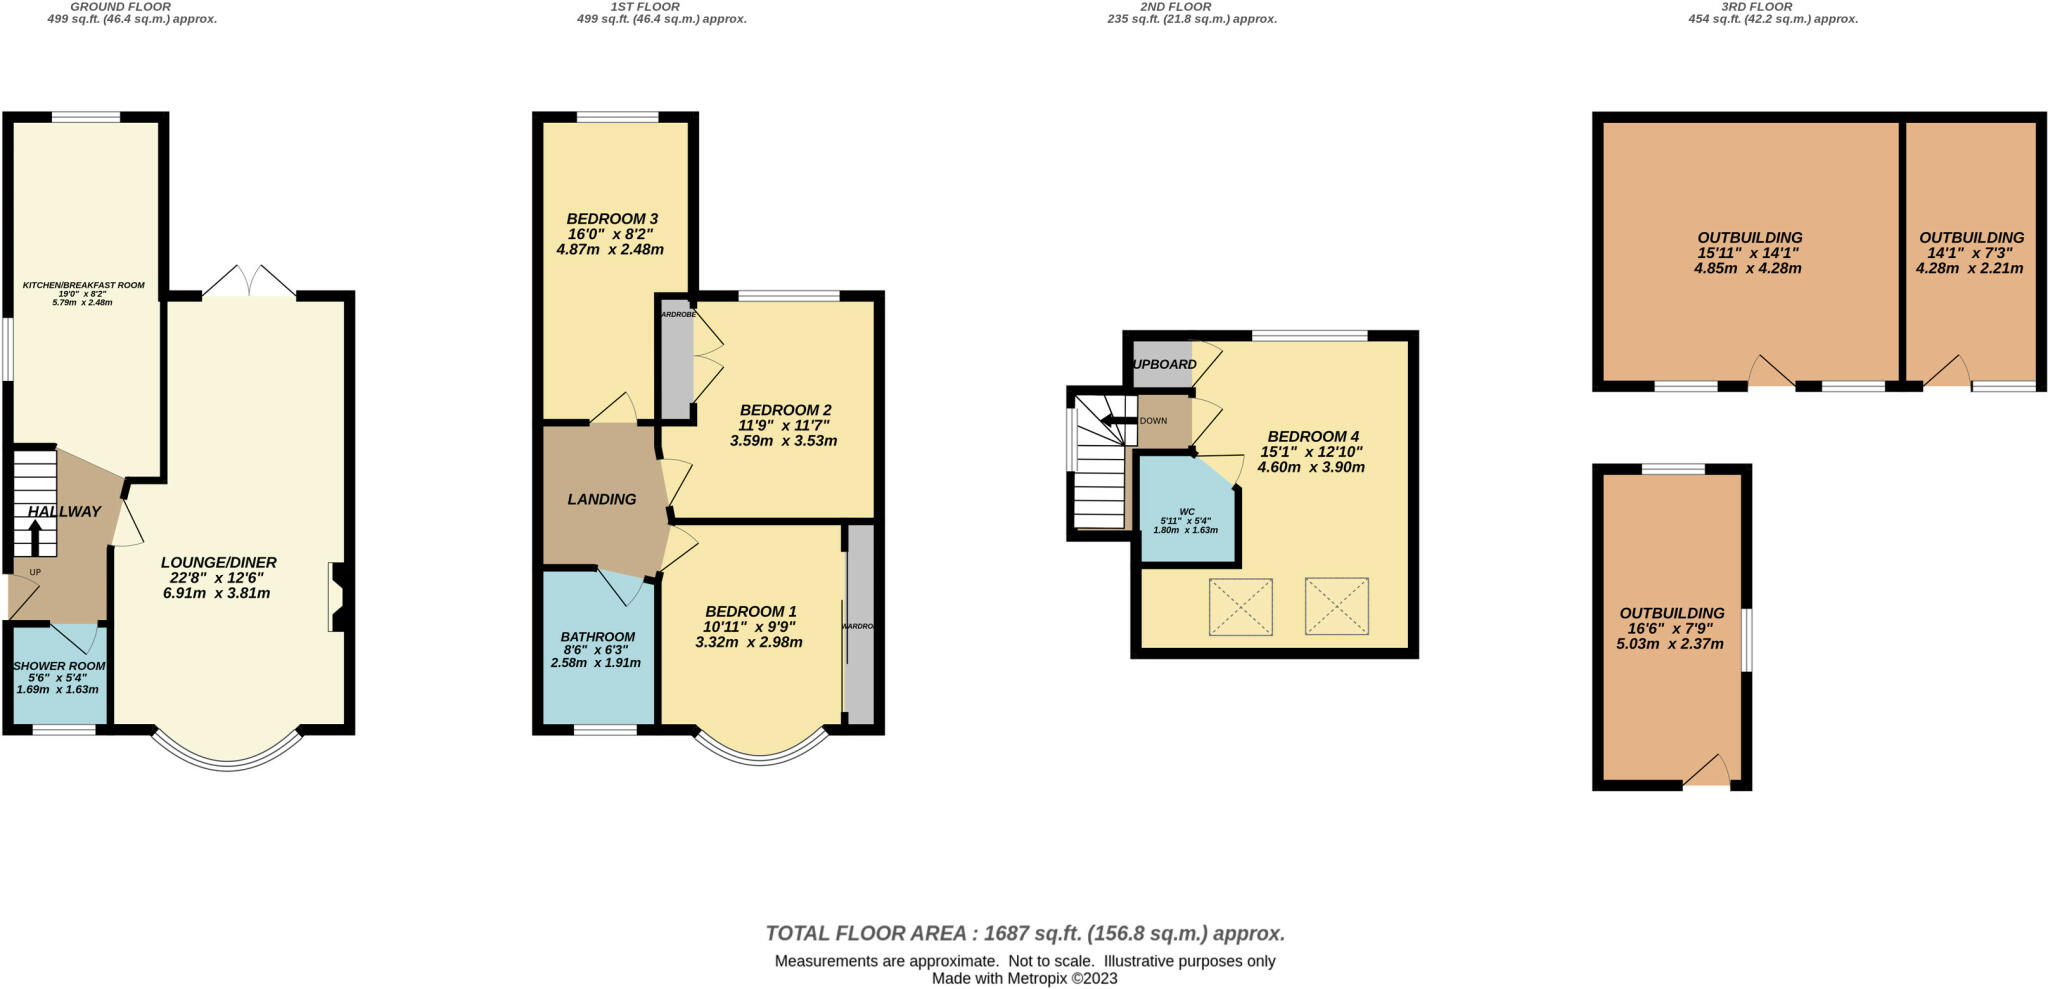 GROUND FLOOR
499 sq.ft. (46.4 sq.m.) approx.
1ST FLOOR
499 sq.ft. (46.4 sq.m.) approx.
2ND FLOOR
235 sq.ft. (21.8 sq.m.) approx.
3RD FLOOR
454 sq.ft. (42.2 sq.m.) approx.
KITCHEN/BREAKFAST ROOM
19'0" x 8'2"
5.79m x 2.48m
HALLWAY
UP
LOUNGE/DINER
22'8" x 12'6"
6.91m x 3.81m
SHOWER ROOM
5'6" x 5'4"
1.69m x 1.63m
BEDROOM 3
16'0" x 8'2"
4.87m x 2.48m
ARDROBE
BEDROOM 2
11'9" x 11'7"
3.59m x 3.53m
LANDING
BATHROOM
8'6" x 6'3"
2.58m x 1.91m
BEDROOM 1
10'11" x 9'9"
3.32m x 2.98m
WARDRO
UPBOARD
DOWN
BEDROOM 4
15'1" x 12'10"
4.60m x 3.90m
WC
5'11" x 5'4"
1.80m x 1.63m
OUTBUILDING
15'11" x 14'1"
4.85m x 4.28m
OUTBUILDING
14'1" x 7'3"
4.28m x 2.21m
OUTBUILDING
16'6" x 7'9"
5.03m x 2.37m
TOTAL FLOOR AREA : 1687 sq.ft. (156.8 sq.m.) approx.
Measurements are approximate. Not to scale. Illustrative purposes only
Made with Metropix ©2023